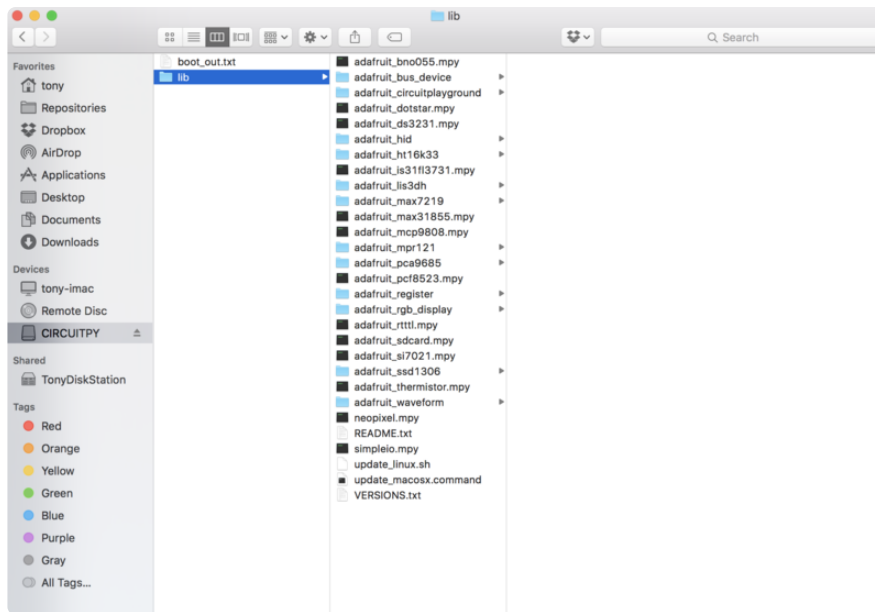 lib
Search
Favorites
tony
Repositories
Dropbox
AirDrop
Applications
Desktop
Documents
Downloads
Devices
tony-imac
Remote Disc
CIRCUITPY
Shared
TonyDiskStation
Tags
Red
Orange
Yellow
Green
Blue
Purple
Gray
All Tags...
boot_out.txt
lib
adafruit_bno055.mpy
adafruit_bus_device
adafruit_circuitplayground
adafruit_dotstar.mpy
adafruit_ds3231.mpy
adafruit_hid
adafruit_ht16k33
adafruit_is31fl3731.mpy
adafruit_lis3dh
adafruit_max7219
adafruit_max31855.mpy
adafruit_mcp9808.mpy
adafruit_mpr121
adafruit_pca9685
adafruit_pcf8523.mpy
adafruit_register
adafruit_rgb_display
adafruit_rtttl.mpy
adafruit_sdcard.mpy
adafruit_si7021.mpy
adafruit_ssd1306
adafruit_thermistor.mpy
adafruit_waveform
neopixel.mpy
README.txt
simpleio.mpy
update_linux.sh
update_macosx.command
VERSIONS.txt